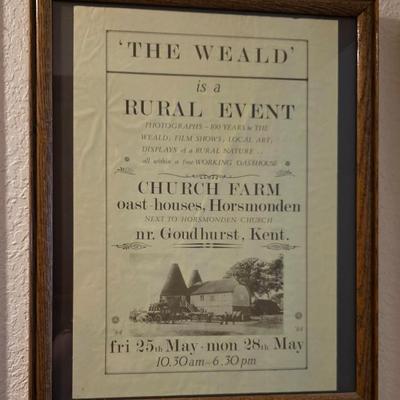 'THE WEALD'
is a
RURAL EVENT
PHOTOGRAPHS - 100 YEARS in THE
WEALD, FILM SHOWS, LOCAL ART,
DISPLAYS of a RURAL NATURE ..
all within a fine WORKING OASTHOUSE
CHURCH FARM
oast-houses, Horsmonden
NEXT TO HORSMONDEN CHURCH
nr. Goudhurst, Kent.
'84 '84
fri 25th May - mon 28th May
10.30am - 6.30pm